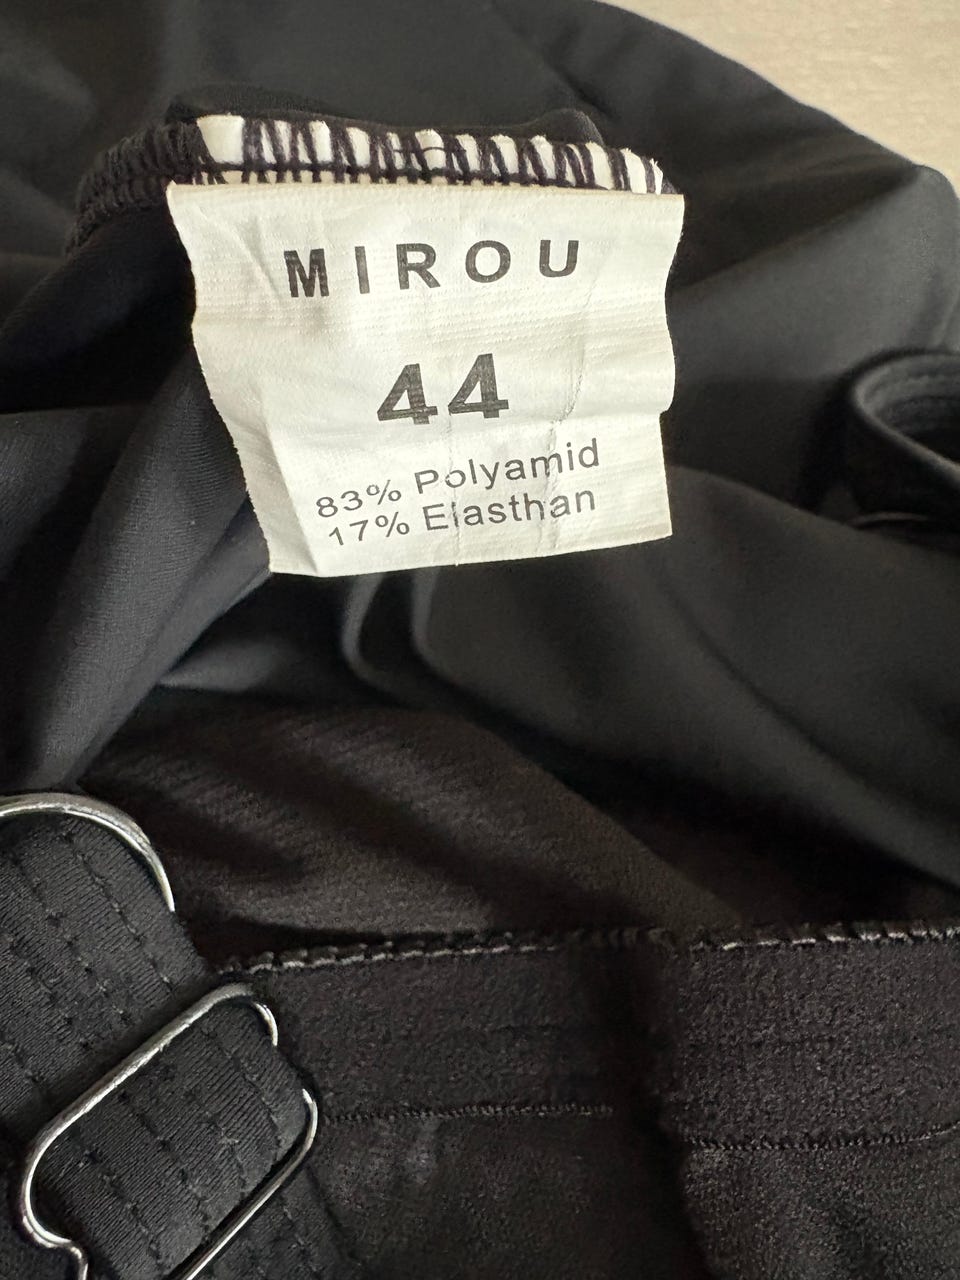 MIROU
44
83% Polyamid
17% Elasthan